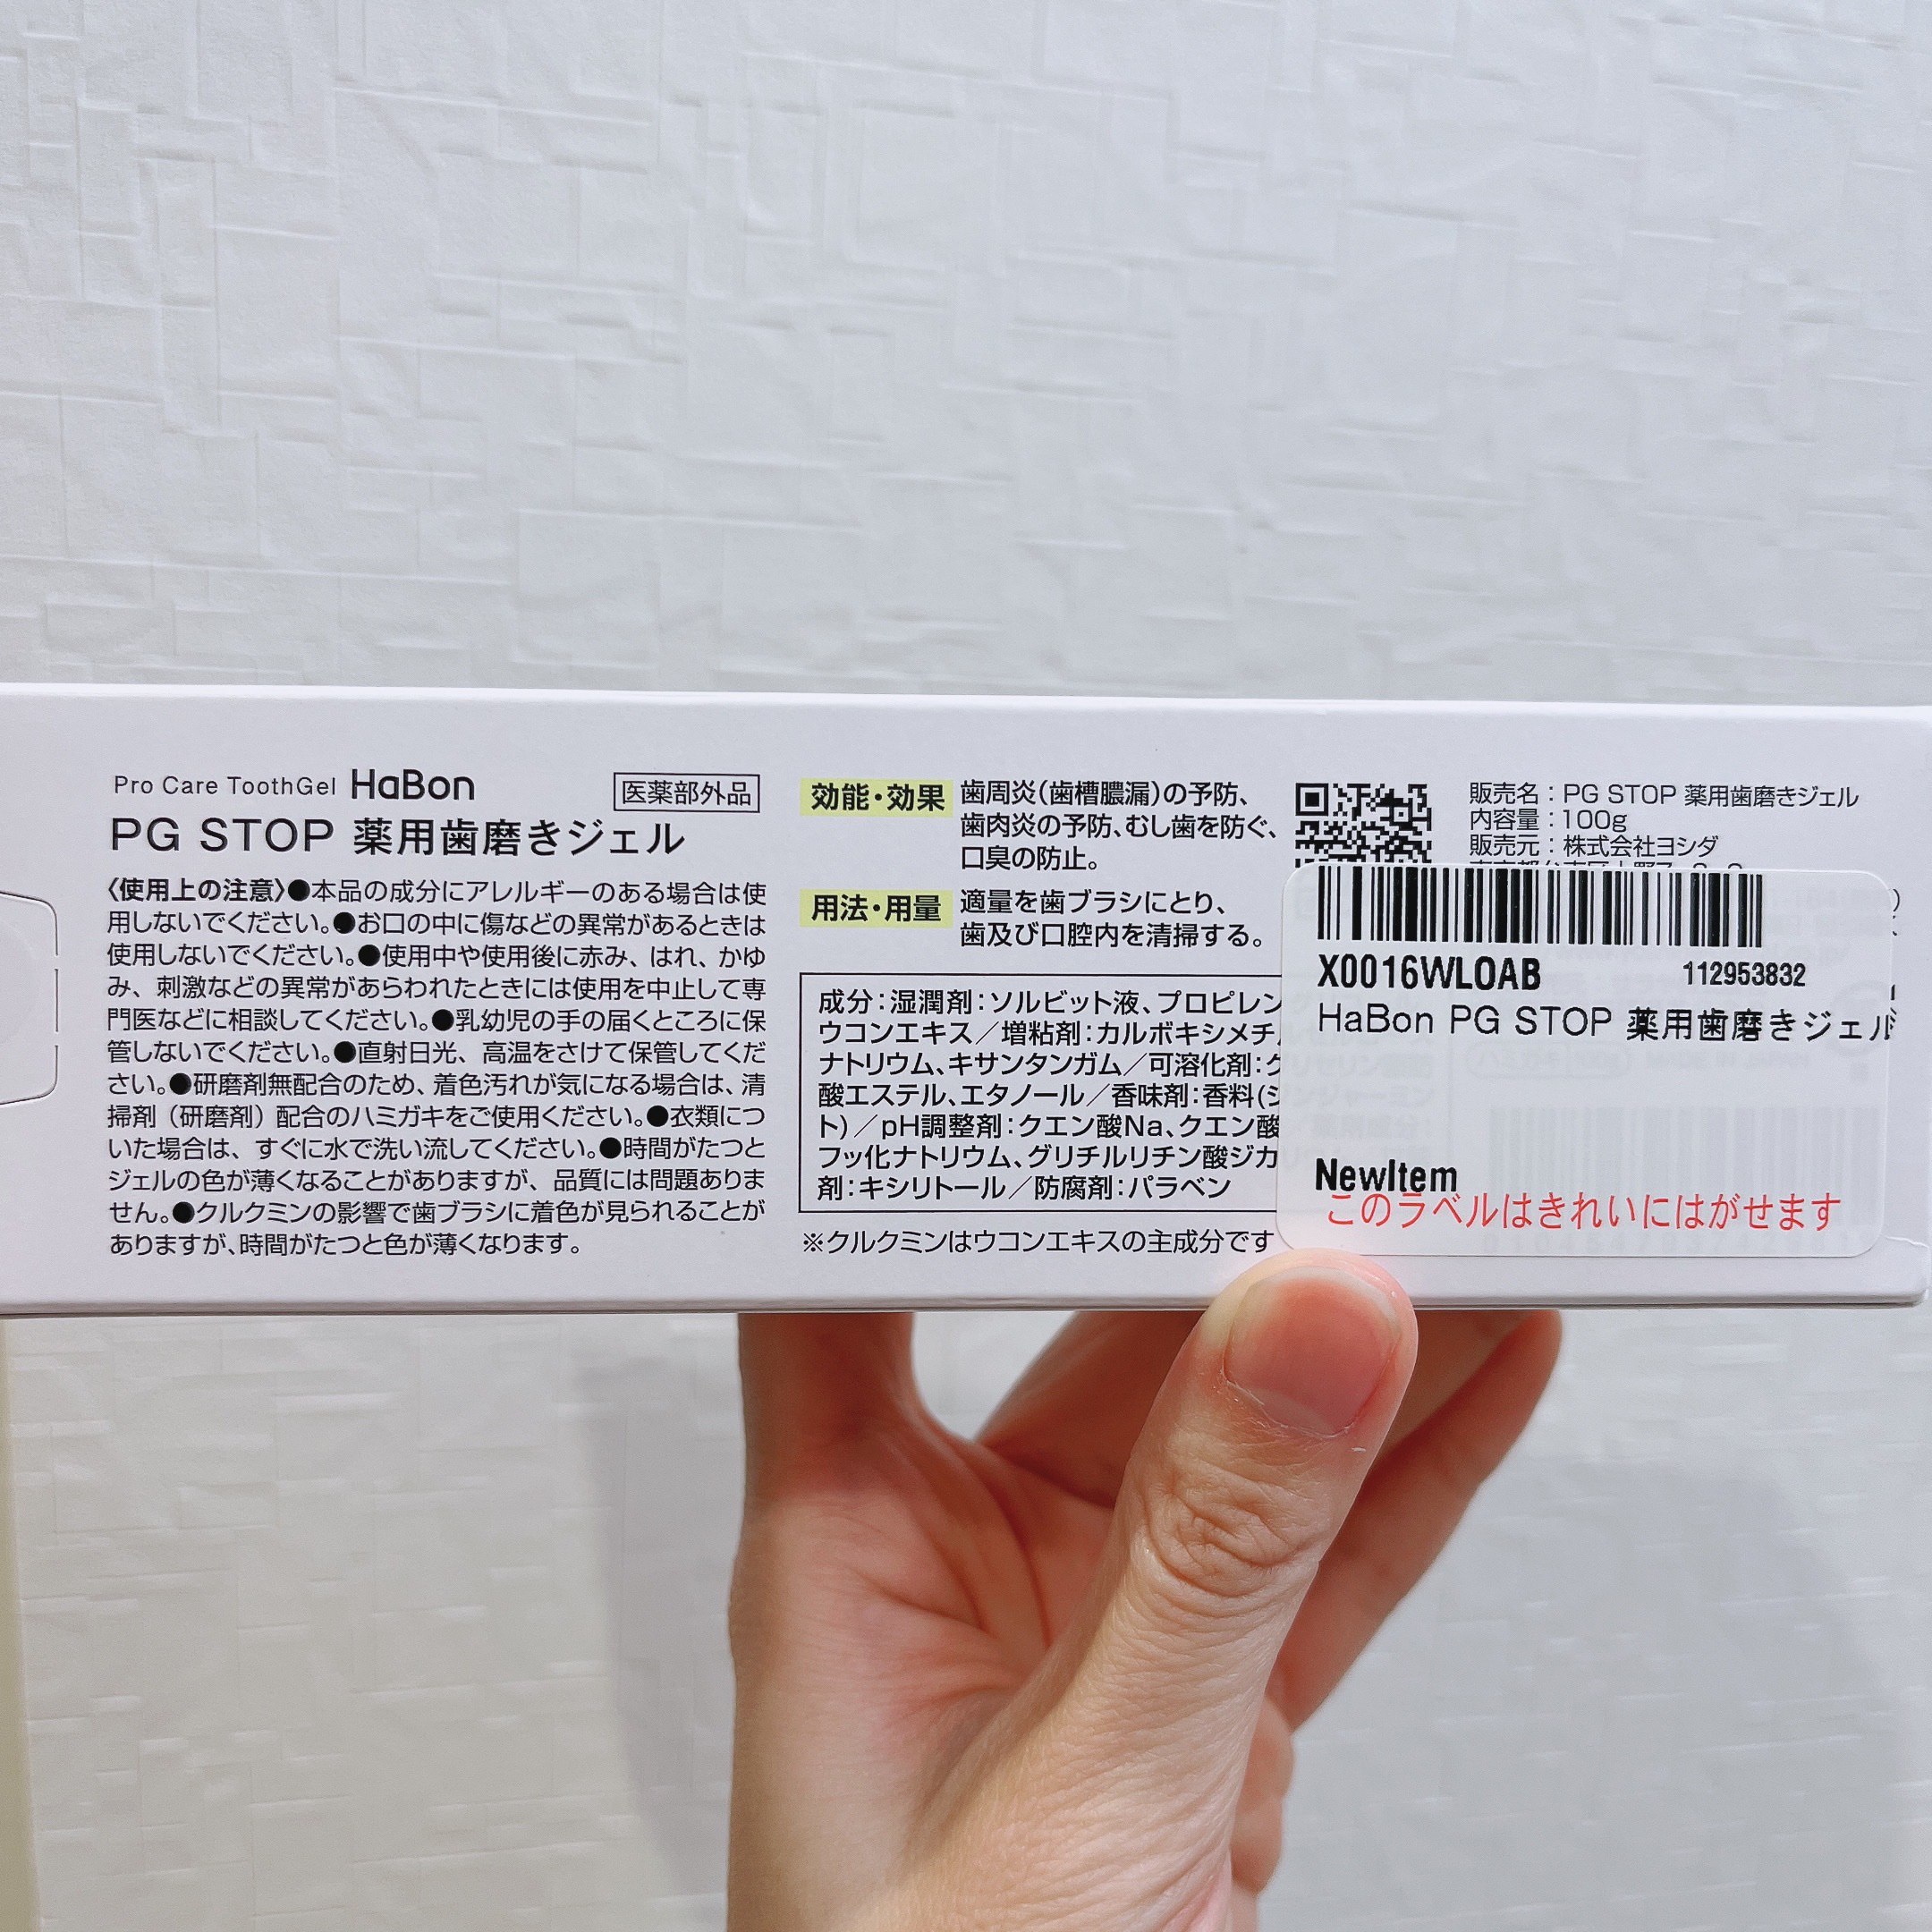 Pro Care ToothGel HaBon 医薬部外品
PG STOP 薬用歯磨きジェル
〈使用上の注意〉●本品の成分にアレルギーのある場合は使
用しないでください。●お口の中に傷などの異常があるときは
使用しないでください。●使用中や使用後に赤み、はれ、かゆ
み、刺激などの異常があらわれたときには使用を中止して専
門医などに相談してください。●乳幼児の手の届くところに保
管しないでください。●直射日光、高温をさけて保管してくだ
さい。●研磨剤無配合のため、着色汚れが気になる場合は、清
掃剤（研磨剤）配合のハミガキをご使用ください。●衣類につ
いた場合は、すぐに水で洗い流してください。●時間がたつと
ジェルの色が薄くなることがありますが、品質には問題ありま
せん。●クルクミンの影響で歯ブラシに着色が見られることが
ありますが、時間がたつと色が薄くなります。
効能・効果 歯周炎（歯槽膿漏）の予防、
歯肉炎の予防、むし歯を防ぐ、
口臭の防止。
用法・用量 適量を歯ブラシにとり、
歯及び口腔内を清掃する。
成分：湿潤剤：ソルビット液、プロピレン
ウコンエキス／増粘剤：カルボキシメチ
ナトリウム、キサンタンガム／可溶化剤：グ
酸エステル、エタノール／香味剤：香料(ジ
ト)／pH調整剤：クエン酸Na、クエン酸
フッ化ナトリウム、グリチルリチン酸ジカ
剤：キシリトール／防腐剤：パラベン
※クルクミンはウコンエキスの主成分です
販売名：PG STOP 薬用歯磨きジェル
内容量：100g
販売元：株式会社ヨシダ
X0016WLOAB 112953832
HaBon PG STOP 薬用歯磨きジェル
NewItem
このラベルはきれいにはがせます